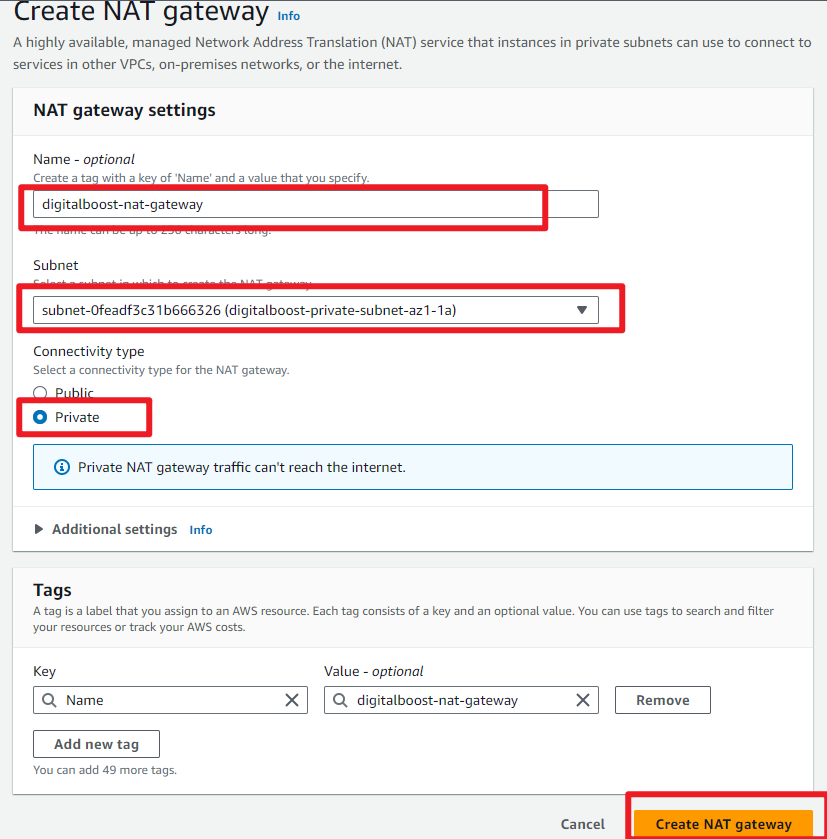 Create NAT gateway Info
A highly available, managed Network Address Translation (NAT) service that instances in private subnets can use to connect to
services in other VPCs, on-premises networks, or the internet.
NAT gateway settings
Name - optional
Create a tag with a key of 'Name' and a value that you specify.
digitalboost-nat-gateway
The name can be up to 256 characters long.
Subnet
Select a subnet in which to create the NAT gateway.
subnet-0feadf3c31b666326 (digitalboost-private-subnet-az1-1a)
Connectivity type
Select a connectivity type for the NAT gateway.
Public
Private
Private NAT gateway traffic can't reach the internet.
Additional settings Info
Tags
A tag is a label that you assign to an AWS resource. Each tag consists of a key and an optional value. You can use tags to search and filter
your resources or track your AWS costs.
Key Value - optional
Name digitalboost-nat-gateway Remove
Add new tag
You can add 49 more tags.
Cancel Create NAT gateway